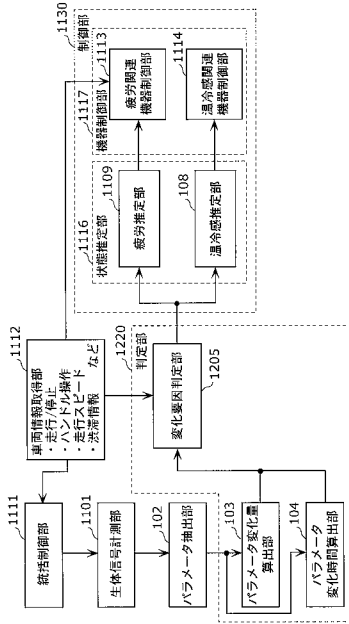 1111
統括制御部
1101
生体信号計測部
102
パラメータ抽出部
103
パラメータ変化量
算出部
104
パラメータ
変化時間算出部
1112
車両情報取得部
・走行/停止
・ハンドル操作
・走行スピード
・渋滞情報
など
1220
判定部
変化要因判定部
1205
1116
状態推定部
1109
疲労推定部
108
温冷感推定部
1130
制御部
1117
機器制御部
1113
疲労関連
機器制御部
1114
温冷感関連
機器制御部